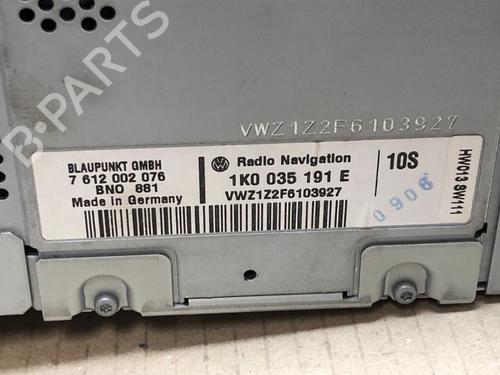 B-PARTS
VWZ1Z2F6103927
BLAUPUNKT GMBH
7 612 002 076
BNO 881
Made in Germany
Radio Navigation
1K0 035 191 E
VWZ1Z2F6103927
10S
0906
HW013 SW111